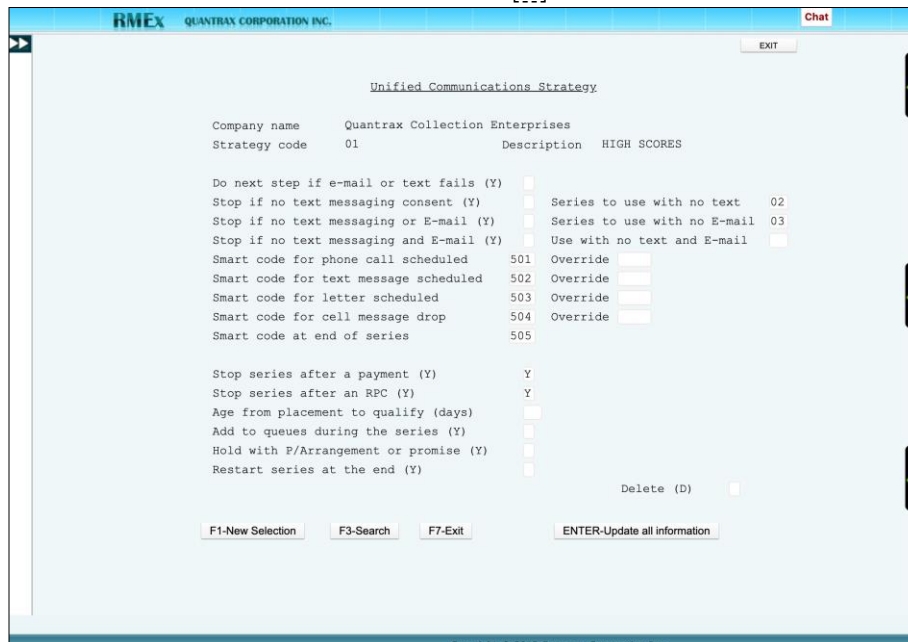 RMEx QUANTRAX CORPORATION INC. Chat
EXIT
Unified Communications Strategy
Company name Quantrax Collection Enterprises
Strategy code 01 Description HIGH SCORES
Do next step if e-mail or text fails (Y)
Stop if no text messaging consent (Y) Series to use with no text 02
Stop if no text messaging or E-mail (Y) Series to use with no E-mail 03
Stop if no text messaging and E-mail (Y) Use with no text and E-mail
Smart code for phone call scheduled 501 Override
Smart code for text message scheduled 502 Override
Smart code for letter scheduled 503 Override
Smart code for cell message drop 504 Override
Smart code at end of series 505
Stop series after a payment (Y) Y
Stop series after an RPC (Y) Y
Age from placement to qualify (days)
Add to queues during the series (Y)
Hold with P/Arrangement or promise (Y)
Restart series at the end (Y)
Delete (D)
F1-New Selection F3-Search F7-Exit ENTER-Update all information